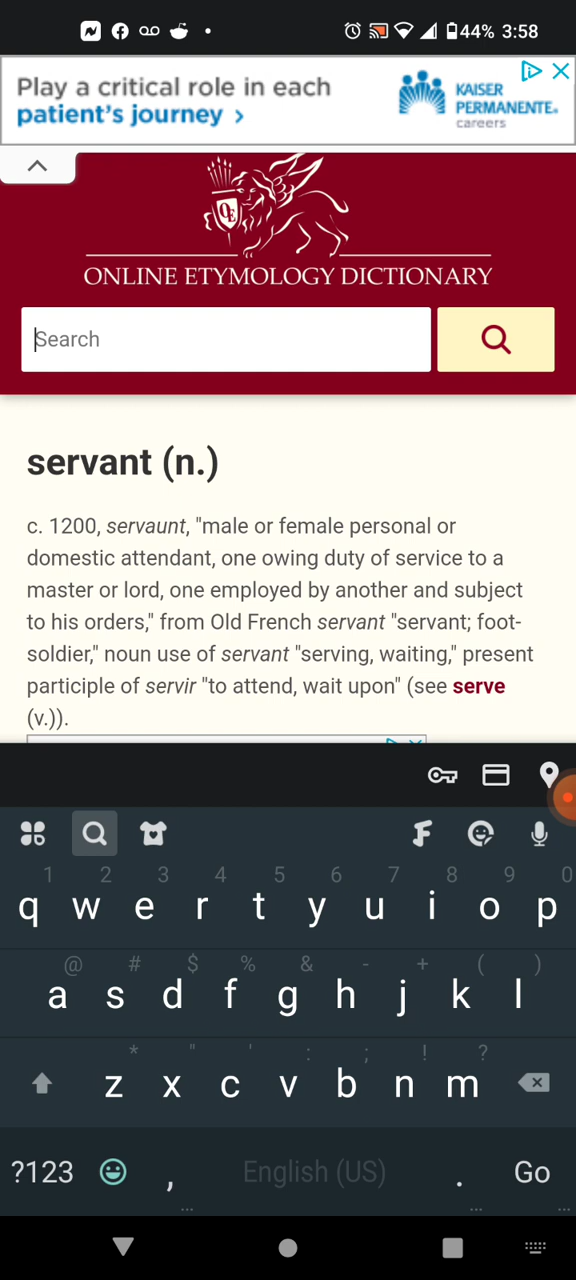 44% 3:58
Play a critical role in each
patient's journey >
KAISER
PERMANENTE®
careers
OE
ONLINE ETYMOLOGY DICTIONARY
Search
servant (n.)
c. 1200, servaunt, "male or female personal or
domestic attendant, one owing duty of service to a
master or lord, one employed by another and subject
to his orders," from Old French servant "servant; foot-
soldier," noun use of servant "serving, waiting," present
participle of servir "to attend, wait upon" (see serve
(v.)).
1 2 3 4 5 6 7 8 9 0
q w e r t y u i o p
@ # $ % & - + ( )
a s d f g h j k l
* " ' : ; ! ?
z x c v b n m
?123 , English (US) . Go